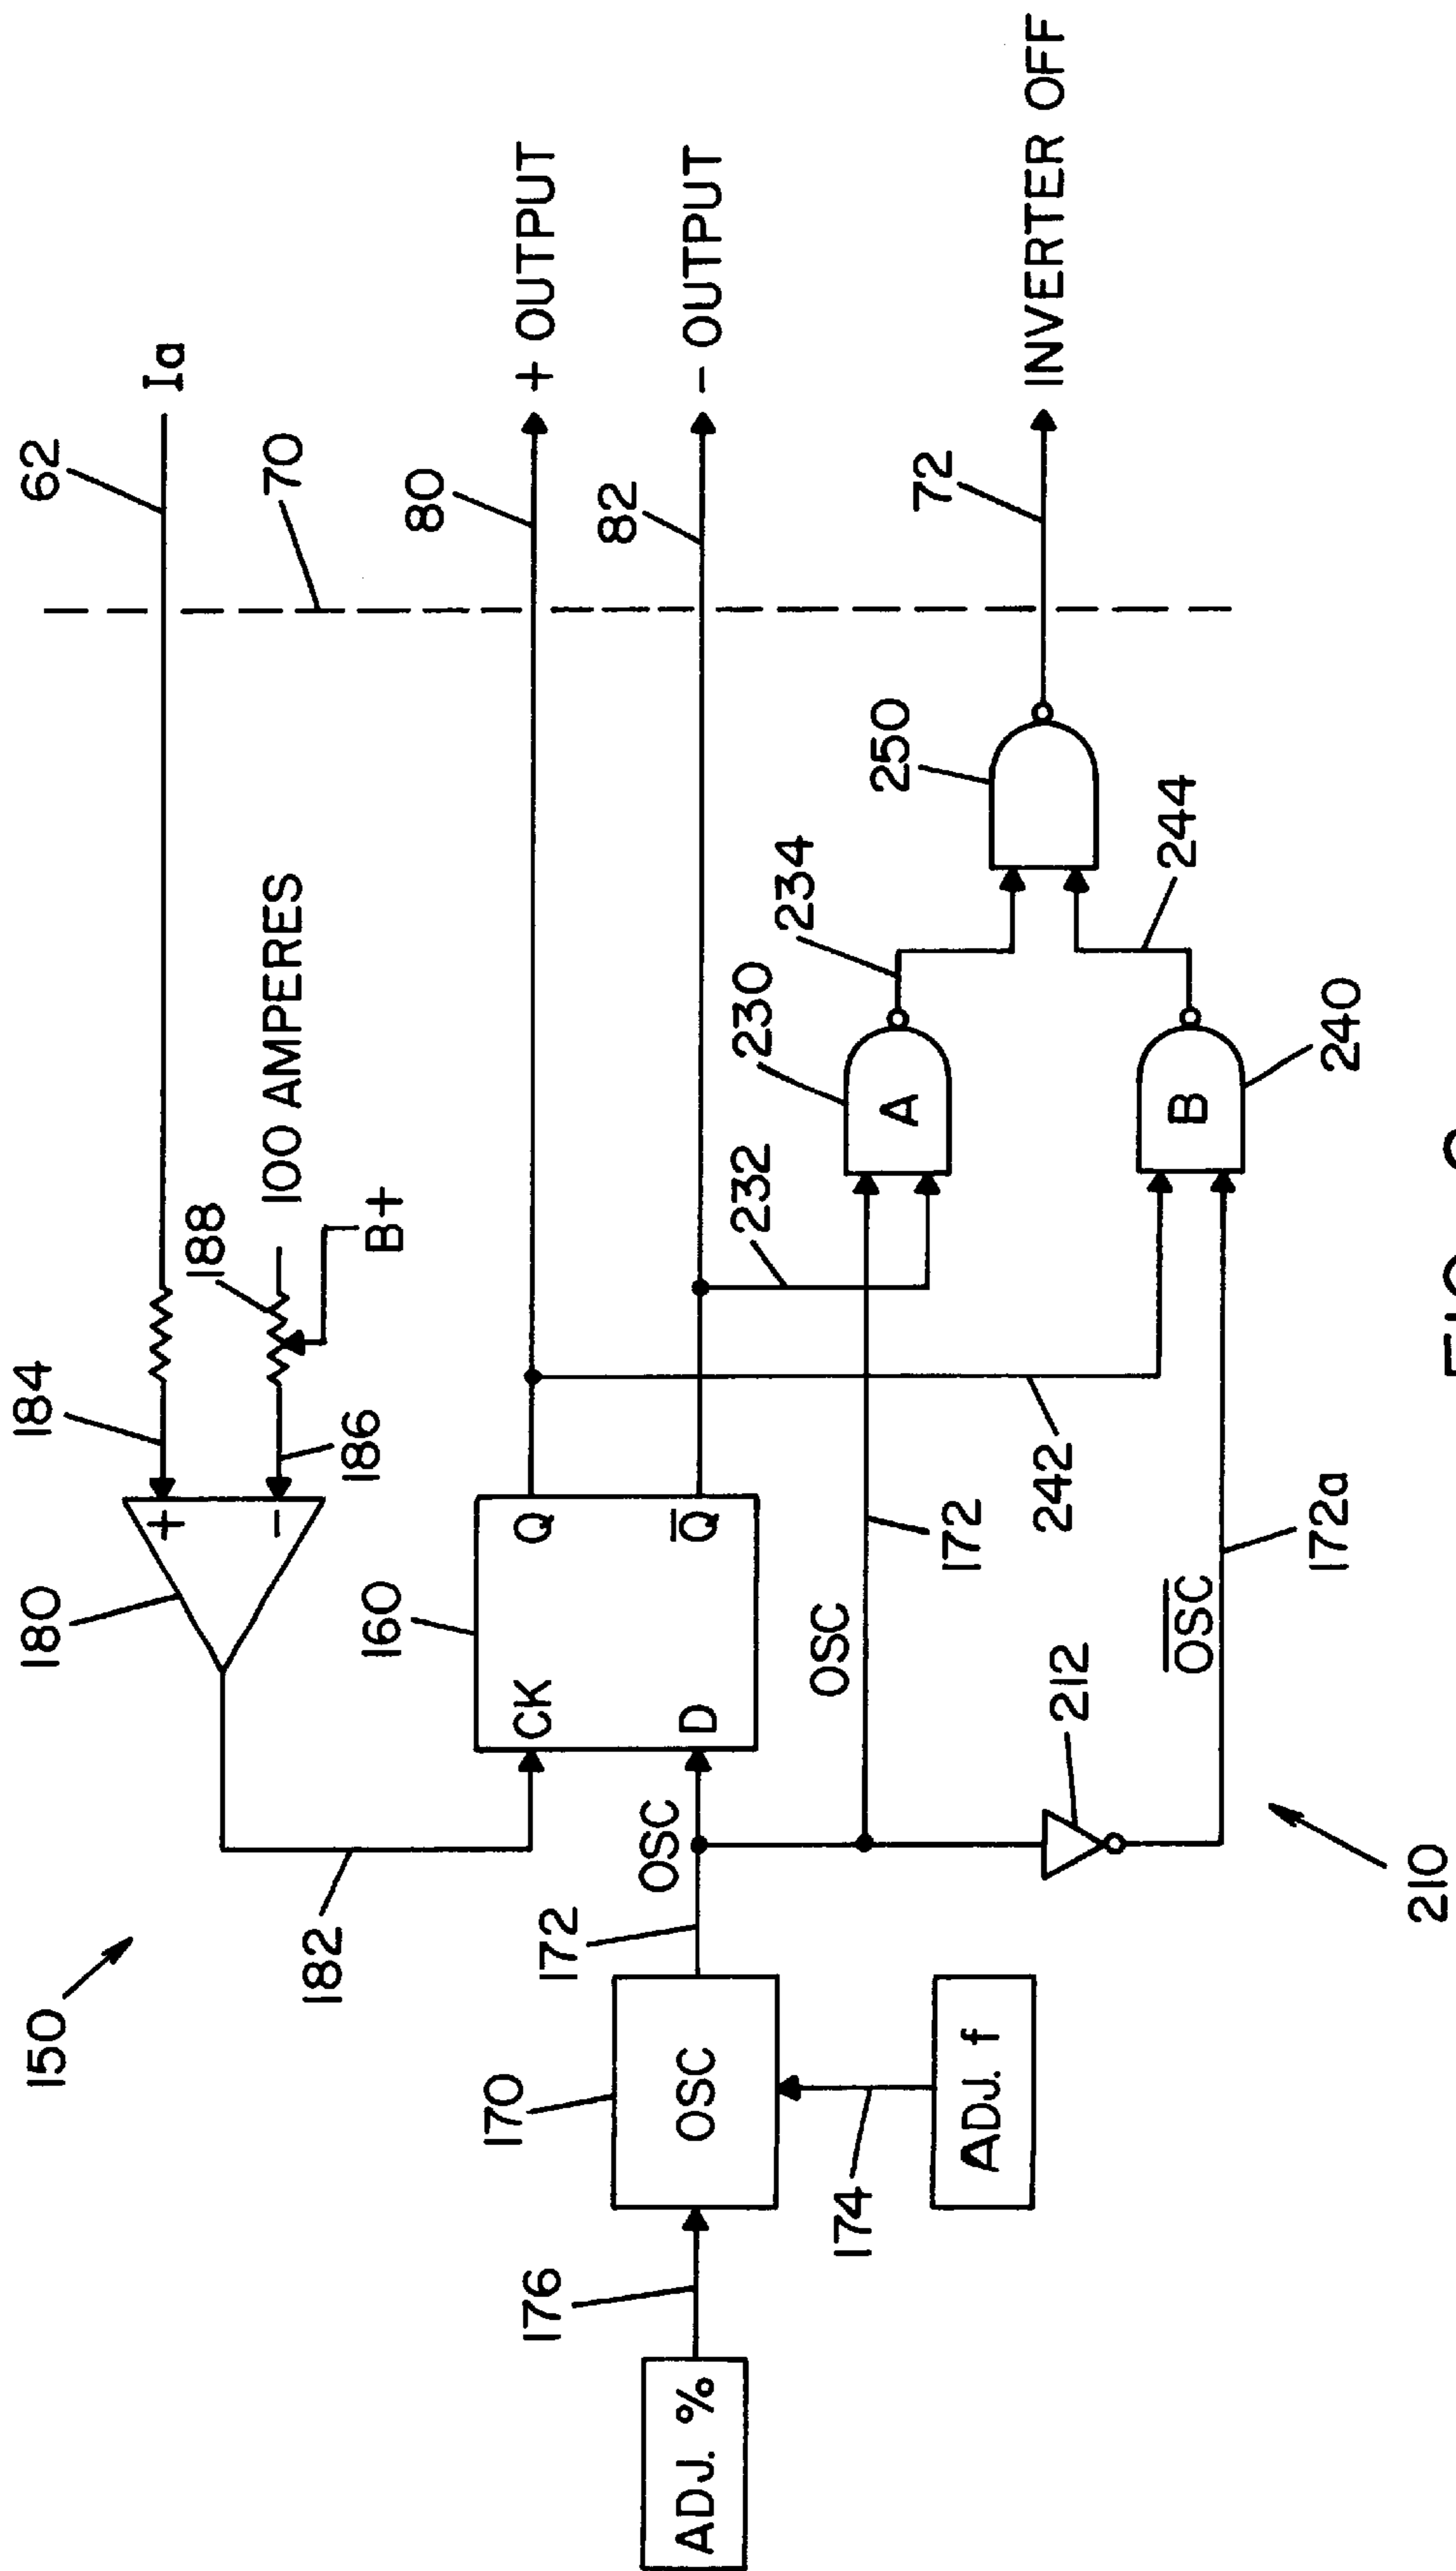 150
180
184
62
+
Ia
188
-
100 AMPERES
70
186
B+
182
160
80
CK
Q
+ OUTPUT
170
176
172
82
OSC
ADJ. %
OSC
D
Q̅
- OUTPUT
232
230
234
OSC
174
250
A
72
172
ADJ. f
242
INVERTER OFF
212
244
O̅S̅C̅
B
172a
240
210